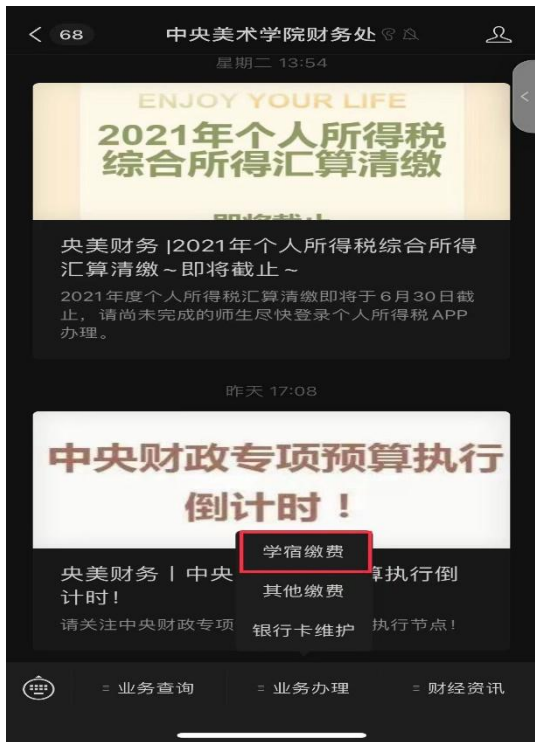 68 中央美术学院财务处
星期二 13:54
ENJOY YOUR LIFE
2021年个人所得税
综合所得汇算清缴
即将截止
央美财务 |2021年个人所得税综合所得
汇算清缴~即将截止~
2021年度个人所得税汇算清缴即将于6月30日截
止，请尚未完成的师生尽快登录个人所得税APP
办理。
昨天 17:08
中央财政专项预算执行
倒计时！
学宿缴费
央美财务丨中央 算执行倒
计时!
其他缴费
请关注中央财政专项 执行节点!
银行卡维护
业务查询 业务办理 财经资讯